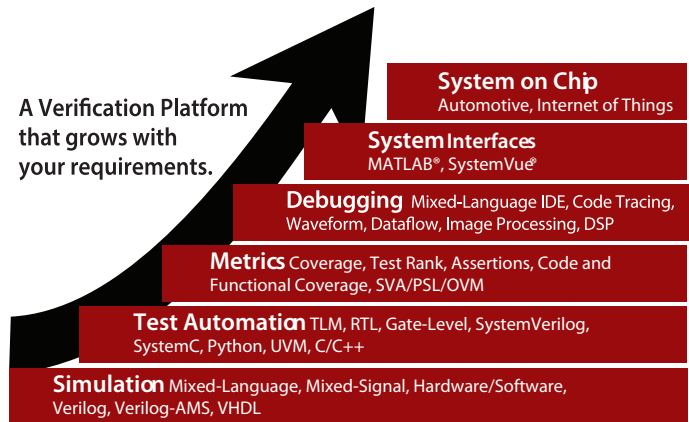 A Verification Platform
that grows with
your requirements.
System on Chip
Automotive, Internet of Things
System Interfaces
MATLAB®, SystemVue®
Debugging Mixed-Language IDE, Code Tracing,
Waveform, Dataflow, Image Processing, DSP
Metrics Coverage, Test Rank, Assertions, Code and
Functional Coverage, SVA/PSL/OVM
Test Automation TLM, RTL, Gate-Level, SystemVerilog,
SystemC, Python, UVM, C/C++
Simulation Mixed-Language, Mixed-Signal, Hardware/Software,
Verilog, Verilog-AMS, VHDL